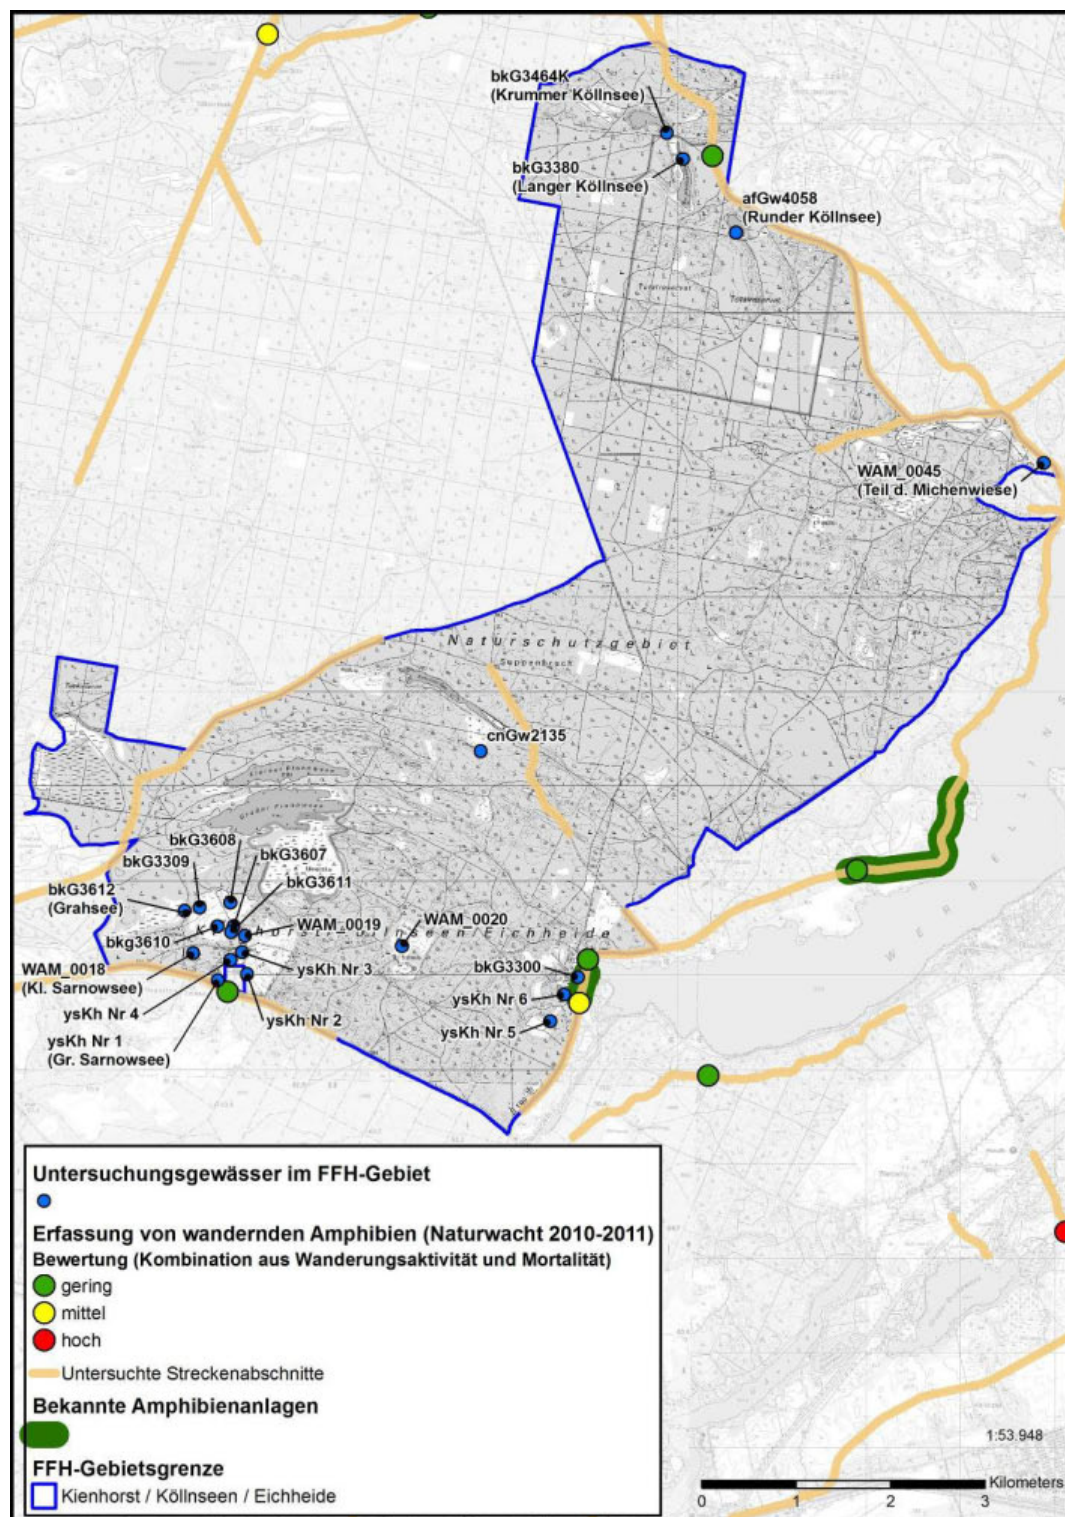 bkG3464K
(Krummer Köllnsee)
bkG3380
(Langer Köllnsee)
afGw4058
(Runder Köllnsee)
Totalreservat
WAM_0045
(Teil d. Michenwiese)
Naturschutzgebiet
Suppenbruch
cnGw2135
bkG3608
bkG3309
bkG3607
bkG3611
bkG3612
(Grahsee)
WAM_0019
WAM_0020
bkg3610
WAM_0018
(Kl. Sarnowsee)
ysKh Nr 3
bkG3300
ysKh Nr 4
ysKh Nr 6
ysKh Nr 2
ysKh Nr 5
ysKh Nr 1
(Gr. Sarnowsee)
Untersuchungsgewässer im FFH-Gebiet
Erfassung von wandernden Amphibien (Naturwacht 2010-2011)
Bewertung (Kombination aus Wanderungsaktivität und Mortalität)
gering
mittel
hoch
Untersuchte Streckenabschnitte
Bekannte Amphibienanlagen
FFH-Gebietsgrenze
Kienhorst / Köllnseen / Eichheide
1:53.948
Kilometers
0 1 2 3